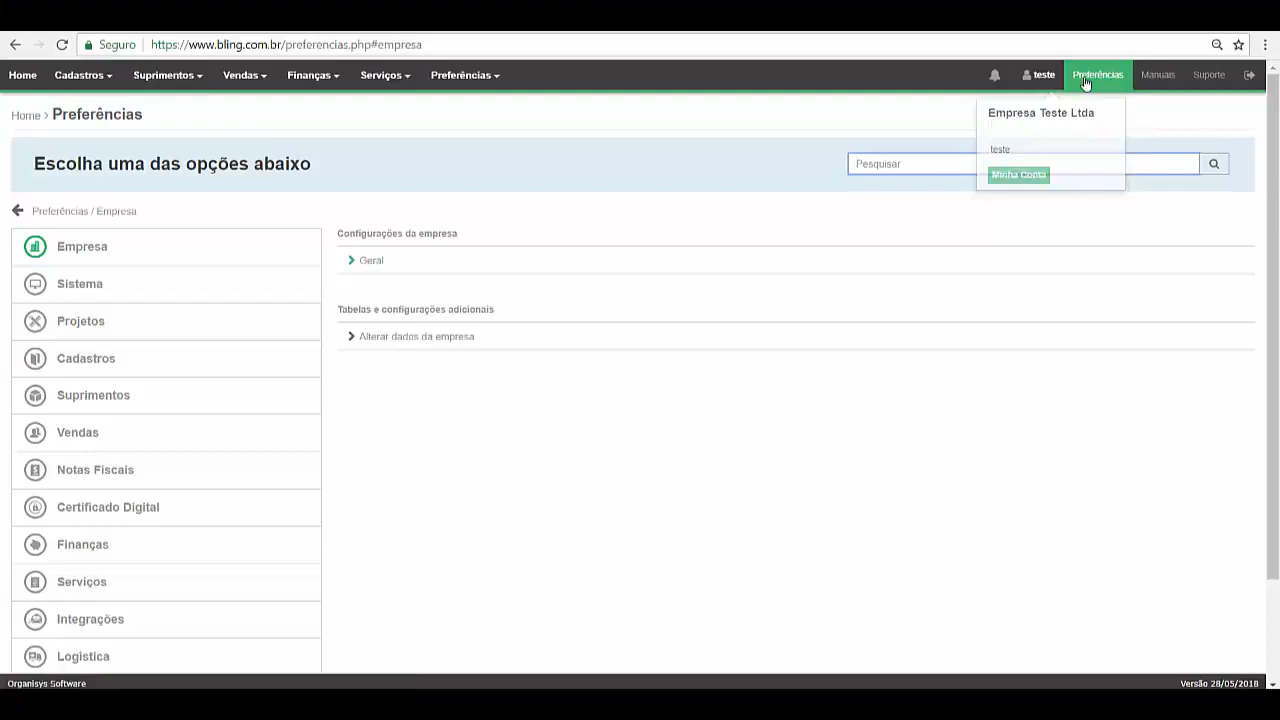 Seguro https://www.bling.com.br/preferencias.php#empresa
Home Cadastros Suprimentos Vendas Finanças Serviços Preferências teste Preferências Manuais Suporte
Home > Preferências
Empresa Teste Ltda
teste
Minha Conta
Escolha uma das opções abaixo
Pesquisar
Preferências / Empresa
Empresa
Sistema
Projetos
Cadastros
Suprimentos
Vendas
Notas Fiscais
Certificado Digital
Finanças
Serviços
Integrações
Logística
Configurações da empresa
Geral
Tabelas e configurações adicionais
Alterar dados da empresa
Organisys Software
Versão 28/05/2018